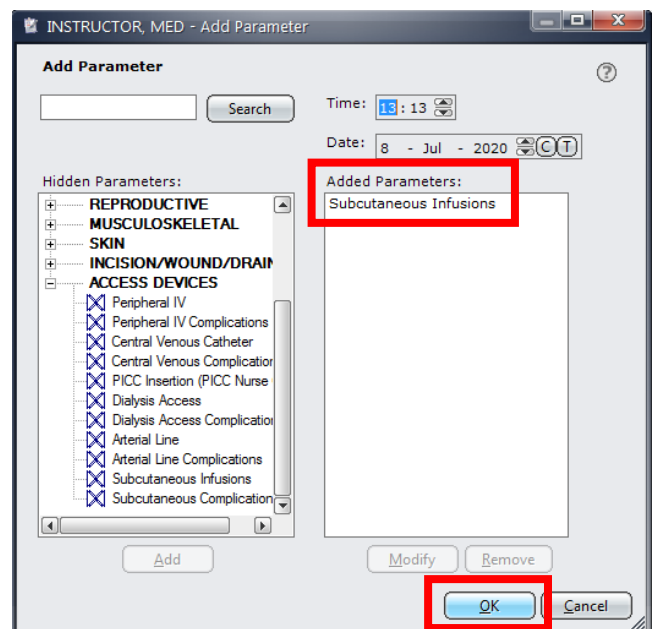 INSTRUCTOR, MED - Add Parameter
Add Parameter
Search
Time: 13 : 13
Date: 8 - Jul - 2020 C T
Hidden Parameters:
REPRODUCTIVE
MUSCULOSKELETAL
SKIN
INCISION/WOUND/DRAIN
ACCESS DEVICES
Peripheral IV
Peripheral IV Complications
Central Venous Catheter
Central Venous Complication
PICC Insertion (PICC Nurse
Dialysis Access
Dialysis Access Complication
Arterial Line
Arterial Line Complications
Subcutaneous Infusions
Subcutaneous Complication
Added Parameters:
Subcutaneous Infusions
Add
Modify
Remove
OK
Cancel